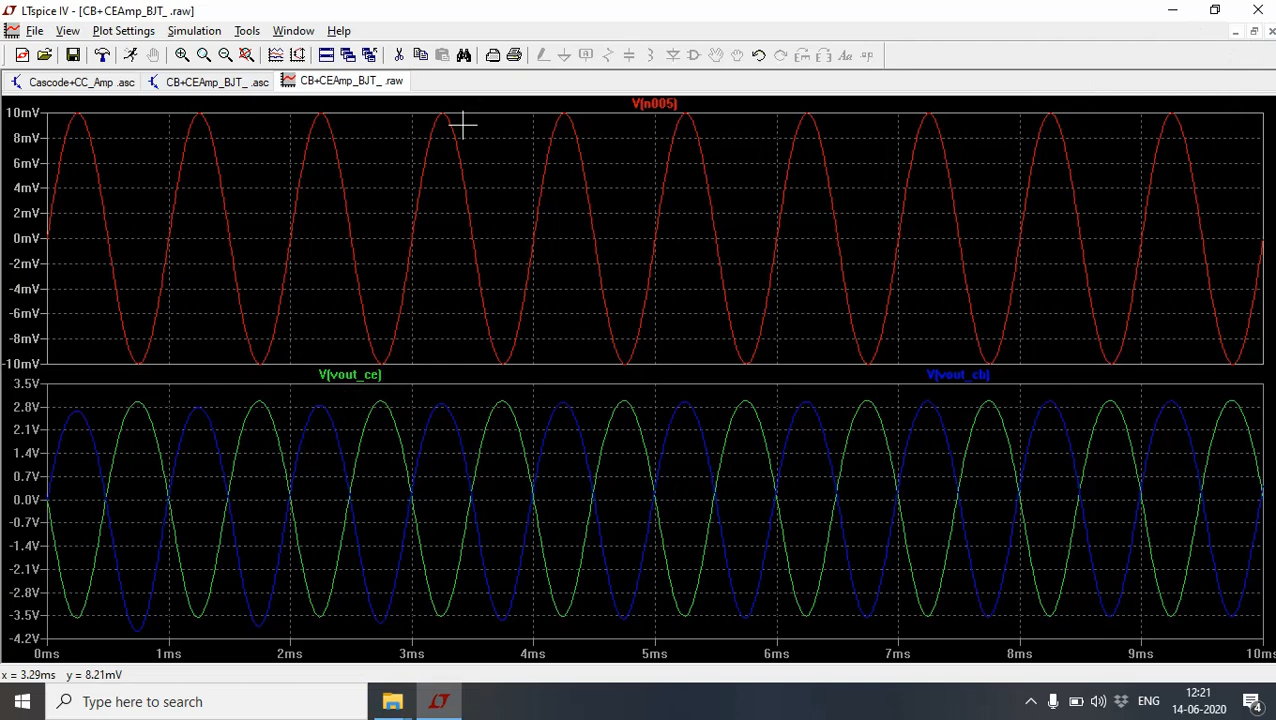 LTspice IV - [CB+CEAmp_BJT_ .raw]
File View Plot Settings Simulation Tools Window Help
Cascode+CC_Amp .asc CB+CEAmp_BJT_ .asc CB+CEAmp_BJT_ .raw
V(n005)
10mV
8mV
6mV
4mV
2mV
0mV
-2mV
-4mV
-6mV
-8mV
-10mV
V(vout_ce) V(vout_cb)
3.5V
2.8V
2.1V
1.4V
0.7V
0.0V
-0.7V
-1.4V
-2.1V
-2.8V
-3.5V
-4.2V
0ms 1ms 2ms 3ms 4ms 5ms 6ms 7ms 8ms 9ms 10ms
x = 3.29ms y = 8.21mV
Type here to search
ENG
12:21
14-06-2020
4